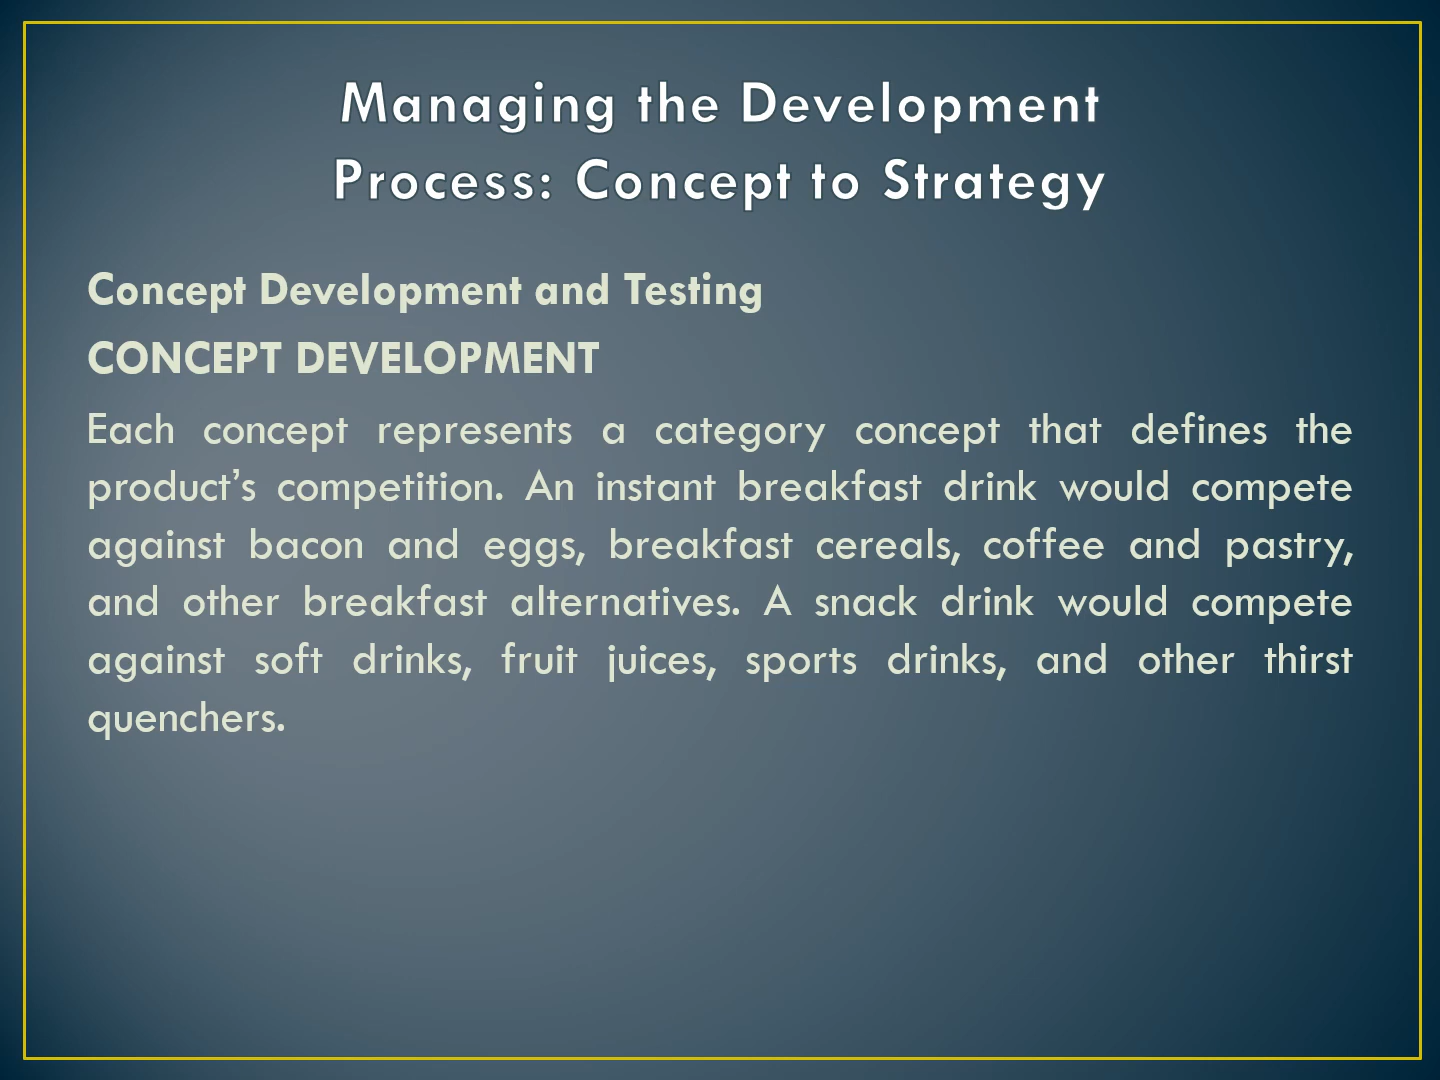 Managing the Development
Process: Concept to Strategy
Concept Development and Testing
CONCEPT DEVELOPMENT
Each concept represents a category concept that defines the
product’s competition. An instant breakfast drink would compete
against bacon and eggs, breakfast cereals, coffee and pastry,
and other breakfast alternatives. A snack drink would compete
against soft drinks, fruit juices, sports drinks, and other thirst
quenchers.